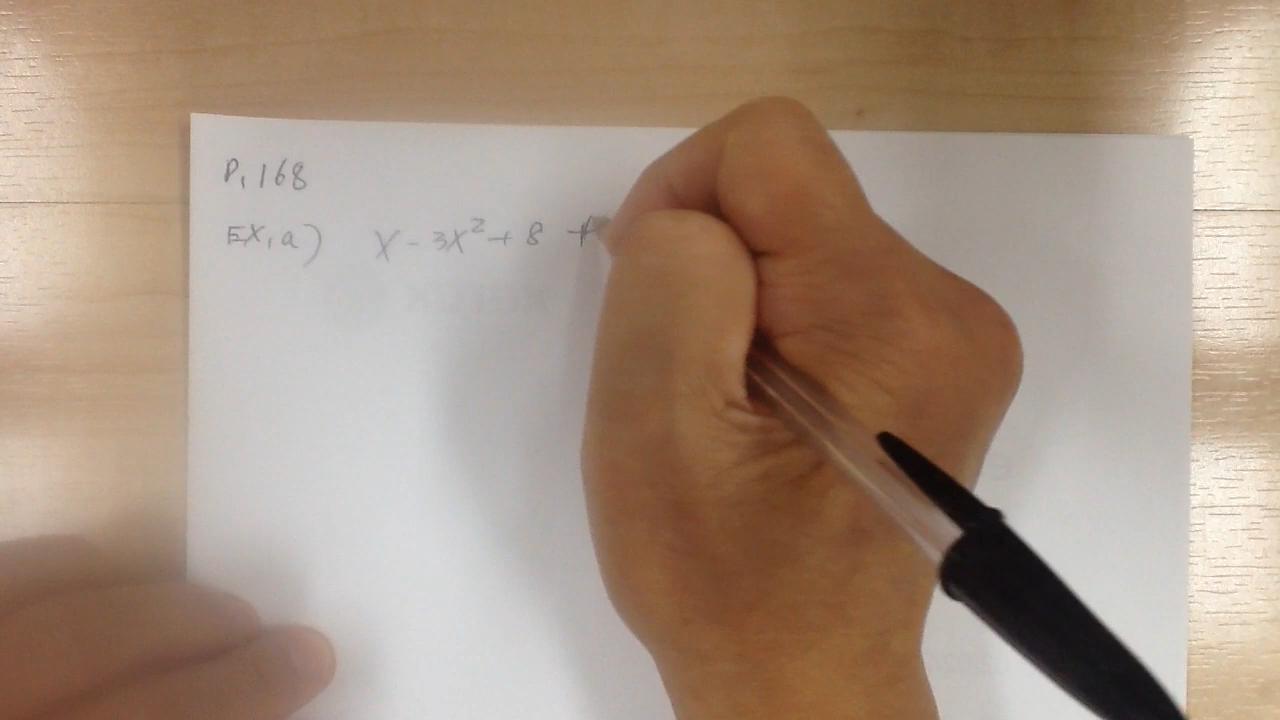 P. 168
EX. a) x - 3x² + 8 +